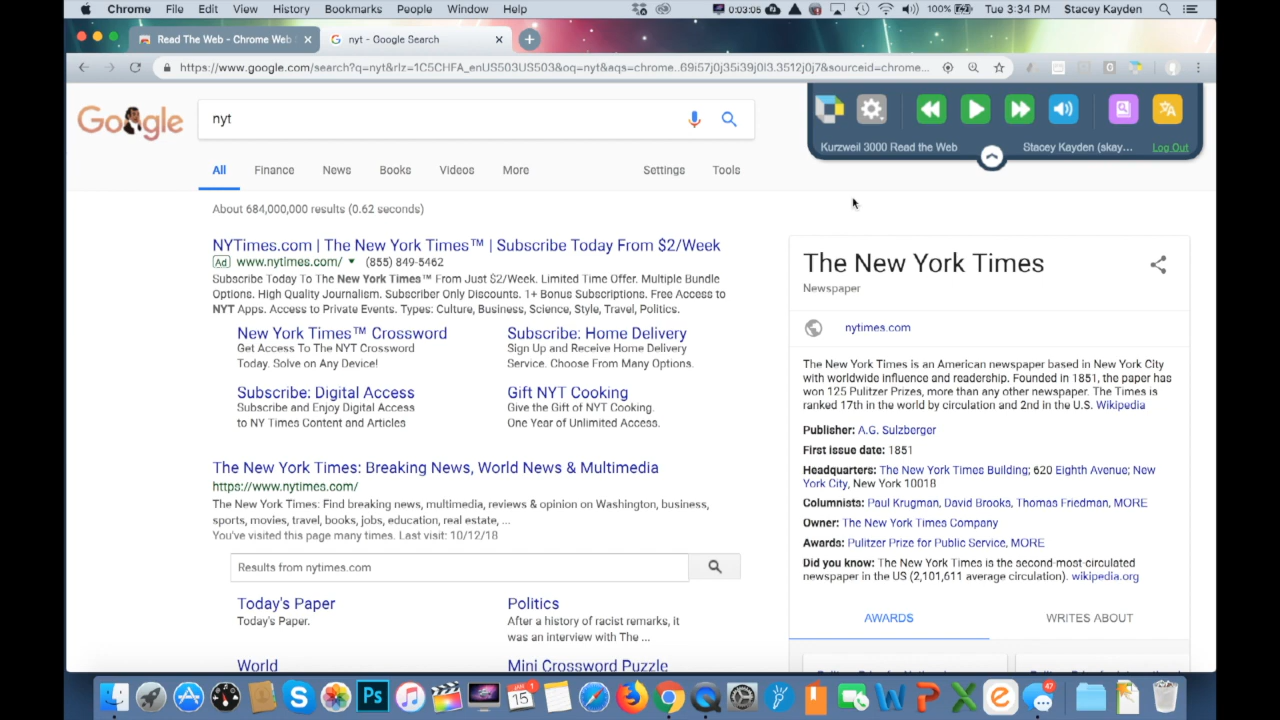 Chrome File Edit View History Bookmarks People Window Help 0:03:05 100% Tue 3:34 PM Stacey Kayden
Read The Web - Chrome Web
nyt - Google Search
https://www.google.com/search?q=nyt&rlz=1C5CHFA_enUS503US503&oq=nyt&aqs=chrome..69i57j0j35i39j0l3.3512j0j7&sourceid=chrome...
Google
nyt
Kurzweil 3000 Read the Web Stacey Kayden (skay... Log Out
All Finance News Books Videos More Settings Tools
About 684,000,000 results (0.62 seconds)
NYTimes.com | The New York Times™ | Subscribe Today From $2/Week
Ad www.nytimes.com/ (855) 849-5462
Subscribe Today To The New York Times™ From Just $2/Week. Limited Time Offer. Multiple Bundle
Options. High Quality Journalism. Subscriber Only Discounts. 1+ Bonus Subscriptions. Free Access to
NYT Apps. Access to Private Events. Types: Culture, Business, Science, Style, Travel, Politics.
New York Times™ Crossword
Get Access To The NYT Crossword
Today. Solve on Any Device!
Subscribe: Home Delivery
Sign Up and Receive Home Delivery
Service. Choose From Many Options.
Subscribe: Digital Access
Subscribe and Enjoy Digital Access
to NY Times Content and Articles
Gift NYT Cooking
Give the Gift of NYT Cooking.
One Year of Unlimited Access.
The New York Times: Breaking News, World News & Multimedia
https://www.nytimes.com/
The New York Times: Find breaking news, multimedia, reviews & opinion on Washington, business,
sports, movies, travel, books, jobs, education, real estate, ...
You've visited this page many times. Last visit: 10/12/18
Results from nytimes.com
Today's Paper
Today's Paper.
Politics
After a history of racist remarks, it
was an interview with The ...
World
Mini Crossword Puzzle
The New York Times
Newspaper
nytimes.com
The New York Times is an American newspaper based in New York City
with worldwide influence and readership. Founded in 1851, the paper has
won 125 Pulitzer Prizes, more than any other newspaper. The Times is
ranked 17th in the world by circulation and 2nd in the U.S. Wikipedia
Publisher: A.G. Sulzberger
First issue date: 1851
Headquarters: The New York Times Building; 620 Eighth Avenue; New
York City, New York 10018
Columnists: Paul Krugman, David Brooks, Thomas Friedman, MORE
Owner: The New York Times Company
Awards: Pulitzer Prize for Public Service, MORE
Did you know: The New York Times is the second-most circulated
newspaper in the US (2,101,611 average circulation). wikipedia.org
AWARDS WRITES ABOUT
JAN 1
15
Ps
47